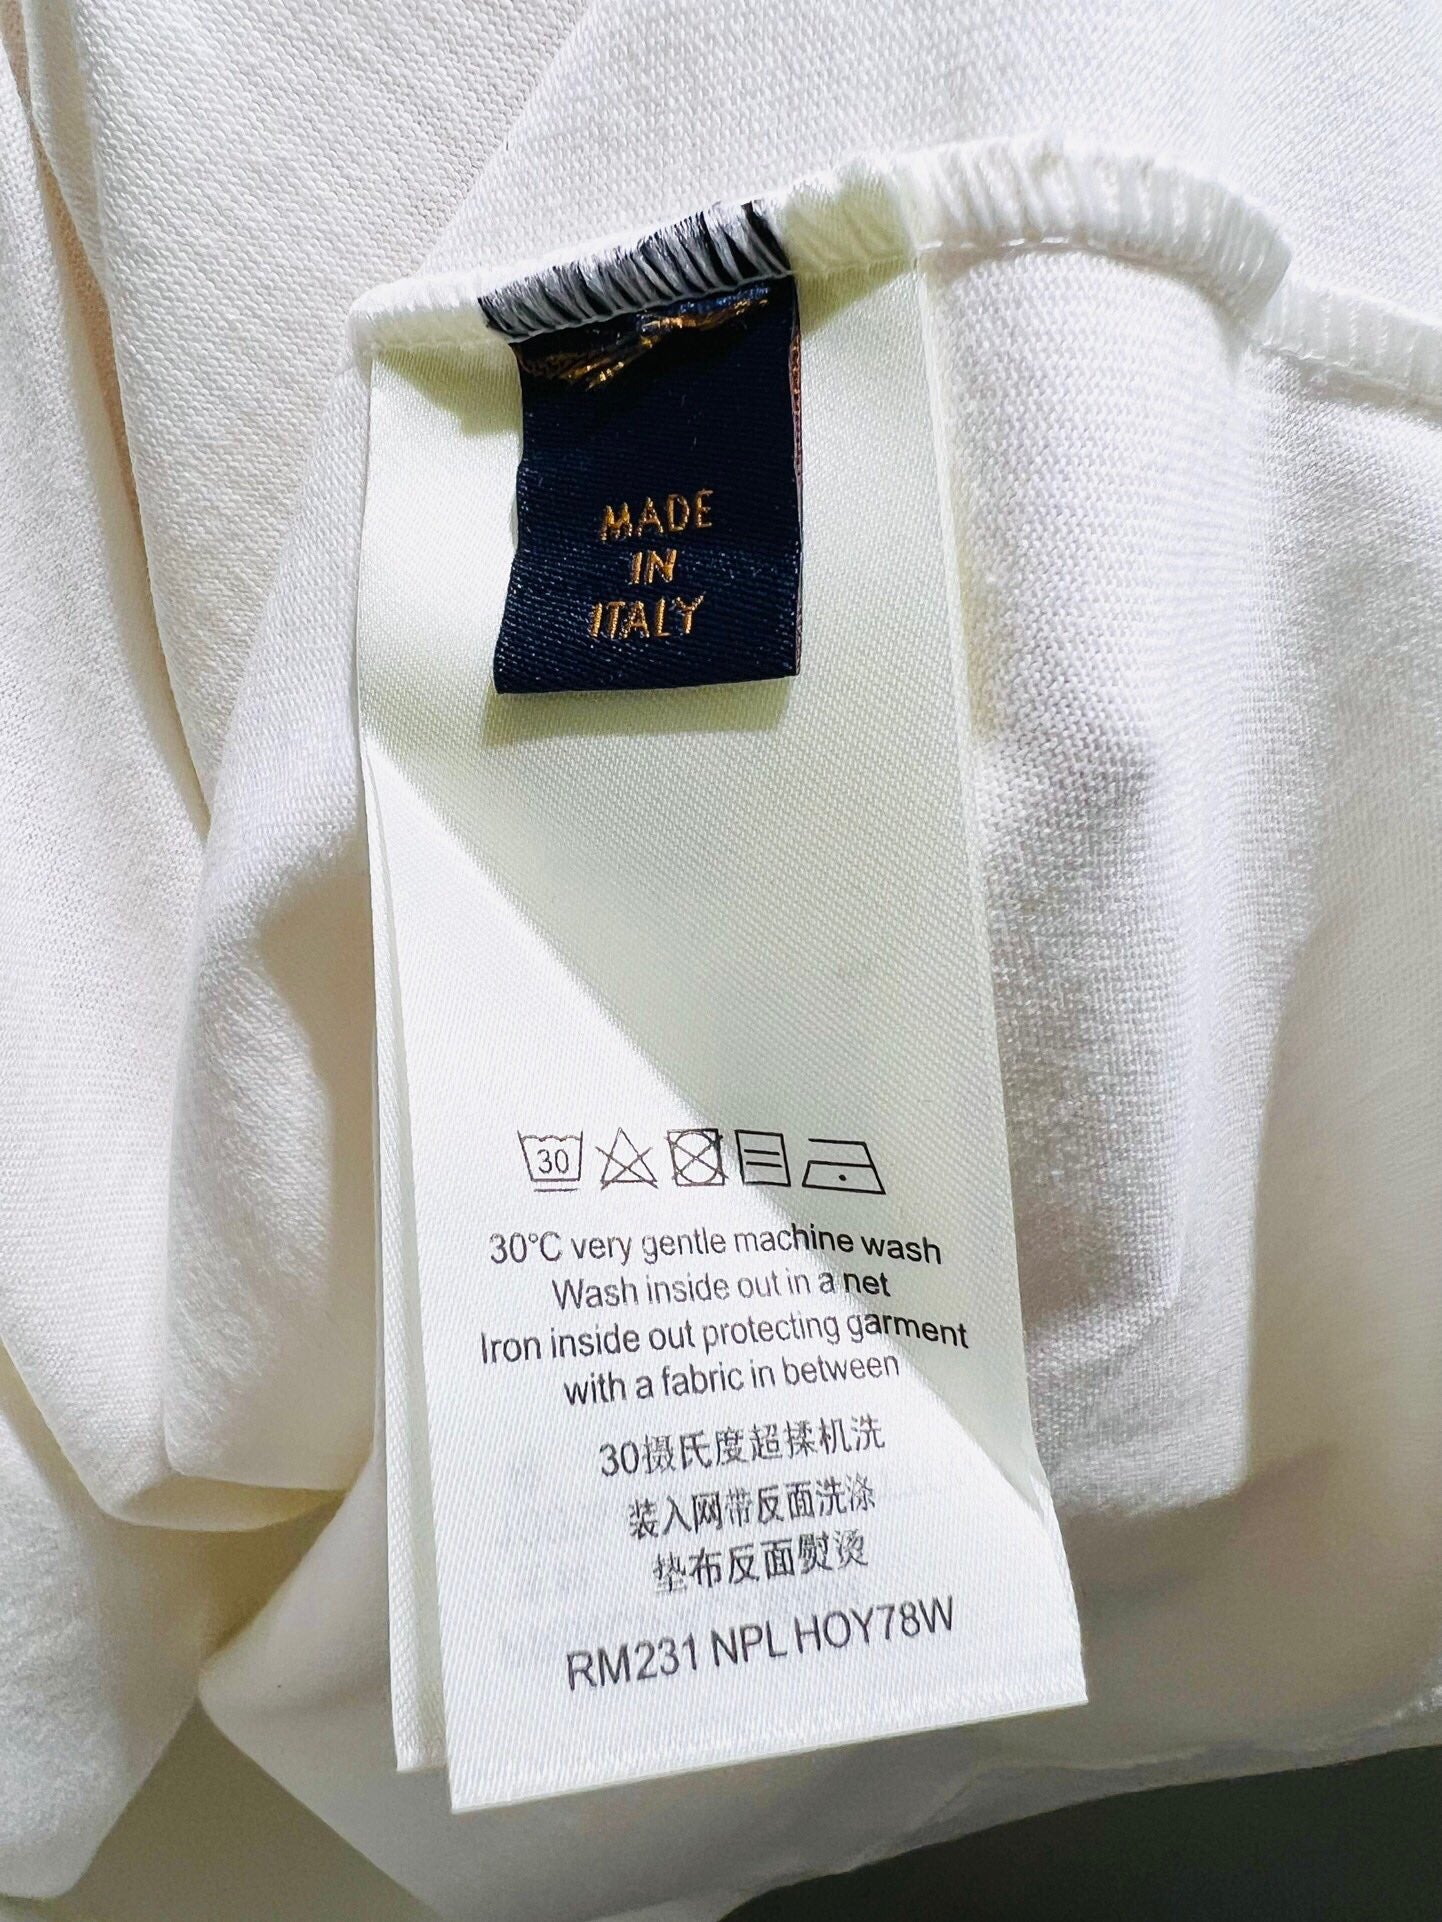 MADE
IN
ITALY
30
30°C very gentle machine wash
Wash inside out in a net
Iron inside out protecting garment
with a fabric in between
30摄氏度超揉机洗
装入网带反面洗涤
垫布反面熨烫
RM231 NPL HOY78W